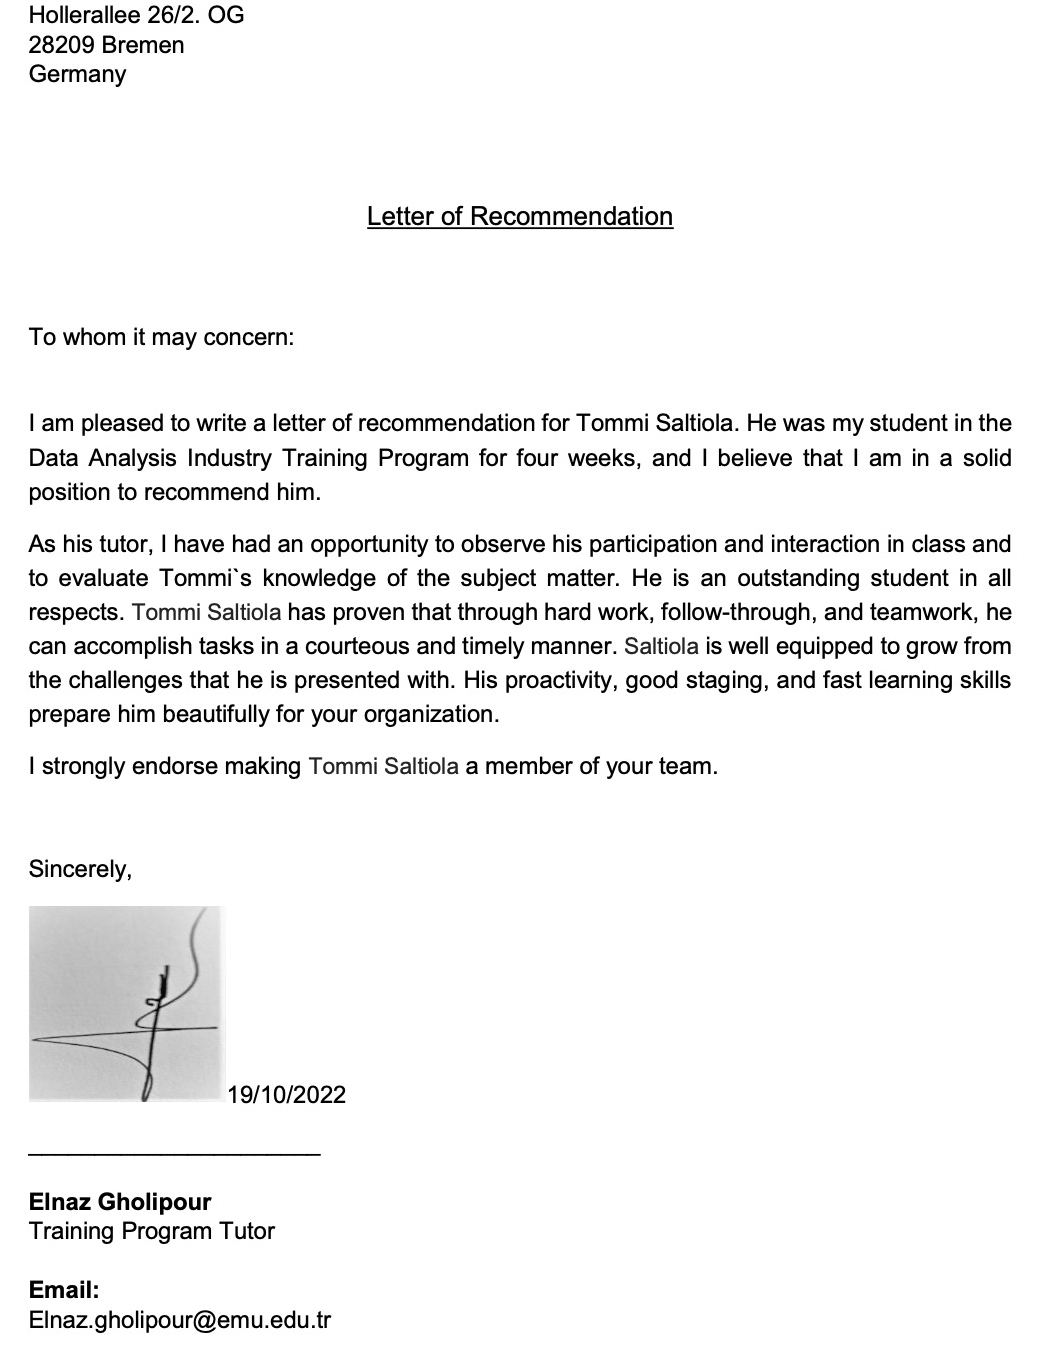 Hollerallee 26/2. OG
28209 Bremen
Germany
Letter of Recommendation
To whom it may concern:
I am pleased to write a letter of recommendation for Tommi Saltiola. He was my student in the
Data Analysis Industry Training Program for four weeks, and I believe that I am in a solid
position to recommend him.
As his tutor, I have had an opportunity to observe his participation and interaction in class and
to evaluate Tommi`s knowledge of the subject matter. He is an outstanding student in all
respects. Tommi Saltiola has proven that through hard work, follow-through, and teamwork, he
can accomplish tasks in a courteous and timely manner. Saltiola is well equipped to grow from
the challenges that he is presented with. His proactivity, good staging, and fast learning skills
prepare him beautifully for your organization.
I strongly endorse making Tommi Saltiola a member of your team.
Sincerely,
19/10/2022
Elnaz Gholipour
Training Program Tutor
Email:
Elnaz.gholipour@emu.edu.tr